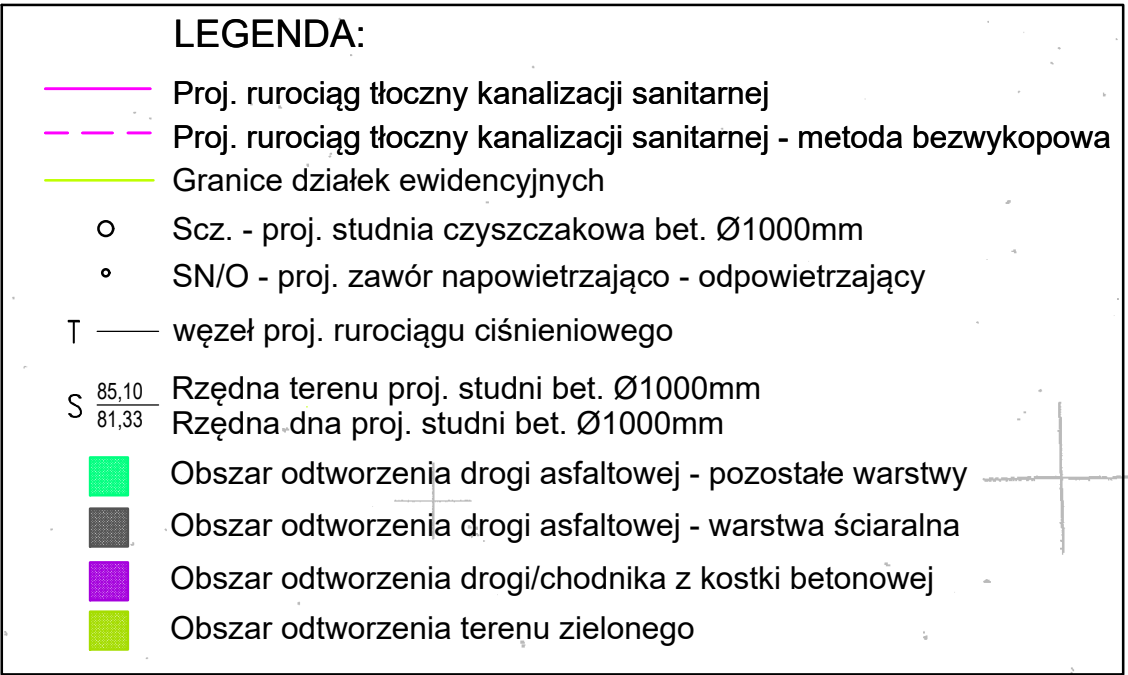 LEGENDA:
Proj. rurociąg tłoczny kanalizacji sanitarnej
Proj. rurociąg tłoczny kanalizacji sanitarnej - metoda bezwykopowa
Granice działek ewidencyjnych
Scz. - proj. studnia czyszczakowa bet. Ø1000mm
SN/O - proj. zawór napowietrzająco - odpowietrzający
T węzeł proj. rurociągu ciśnieniowego
S 85,10 Rzędna terenu proj. studni bet. Ø1000mm
81,33 Rzędna dna proj. studni bet. Ø1000mm
Obszar odtworzenia drogi asfaltowej - pozostałe warstwy
Obszar odtworzenia drogi asfaltowej - warstwa ściaralna
Obszar odtworzenia drogi/chodnika z kostki betonowej
Obszar odtworzenia terenu zielonego